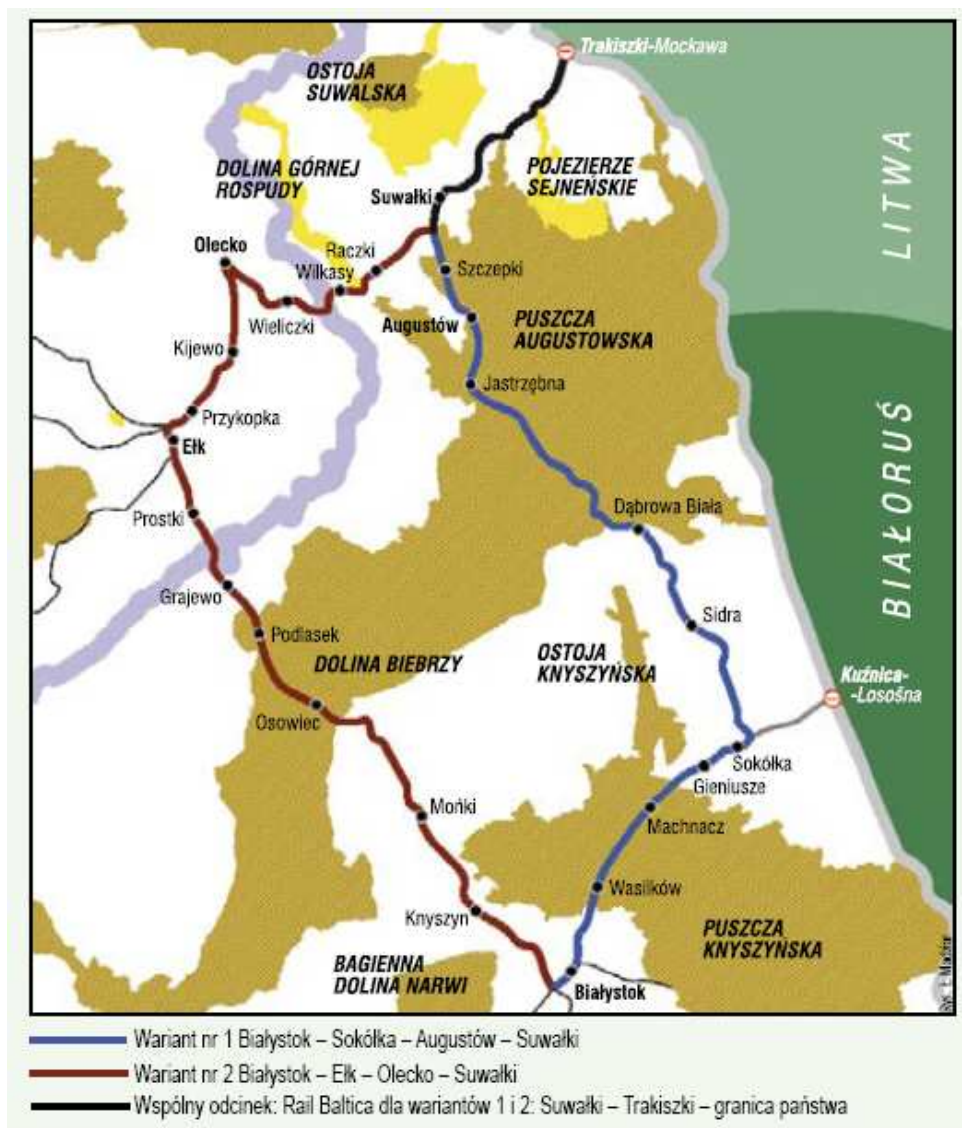 Trakiszki-Mockawa
OSTOJA
SUWALSKA
LITWA
DOLINA GÓRNEJ
ROSPUDY
POJEZIERZE
SEJNEŃSKIE
Suwałki
Olecko
Raczki
Wilkasy
Szczepki
Wieliczki
Augustów
PUSZCZA
AUGUSTOWSKA
Kijewo
Jastrzębna
Przykopka
Ełk
BIAŁORUŚ
Prostki
Dąbrowa Biała
Grajewo
Sidra
Podlasek
DOLINA BIEBRZY
OSTOJA
KNYSZYŃSKA
Kuźnica-
-Łosośna
Osowiec
Sokółka
Gieniusze
Mońki
Machnacz
Wasilków
Knyszyn
PUSZCZA
KNYSZYŃSKA
BAGIENNA
DOLINA NARWI
Białystok
Wariant nr 1 Białystok – Sokółka – Augustów – Suwałki
Wariant nr 2 Białystok – Ełk – Olecko – Suwałki
Wspólny odcinek: Rail Baltica dla wariantów 1 i 2: Suwałki – Trakiszki – granica państwa